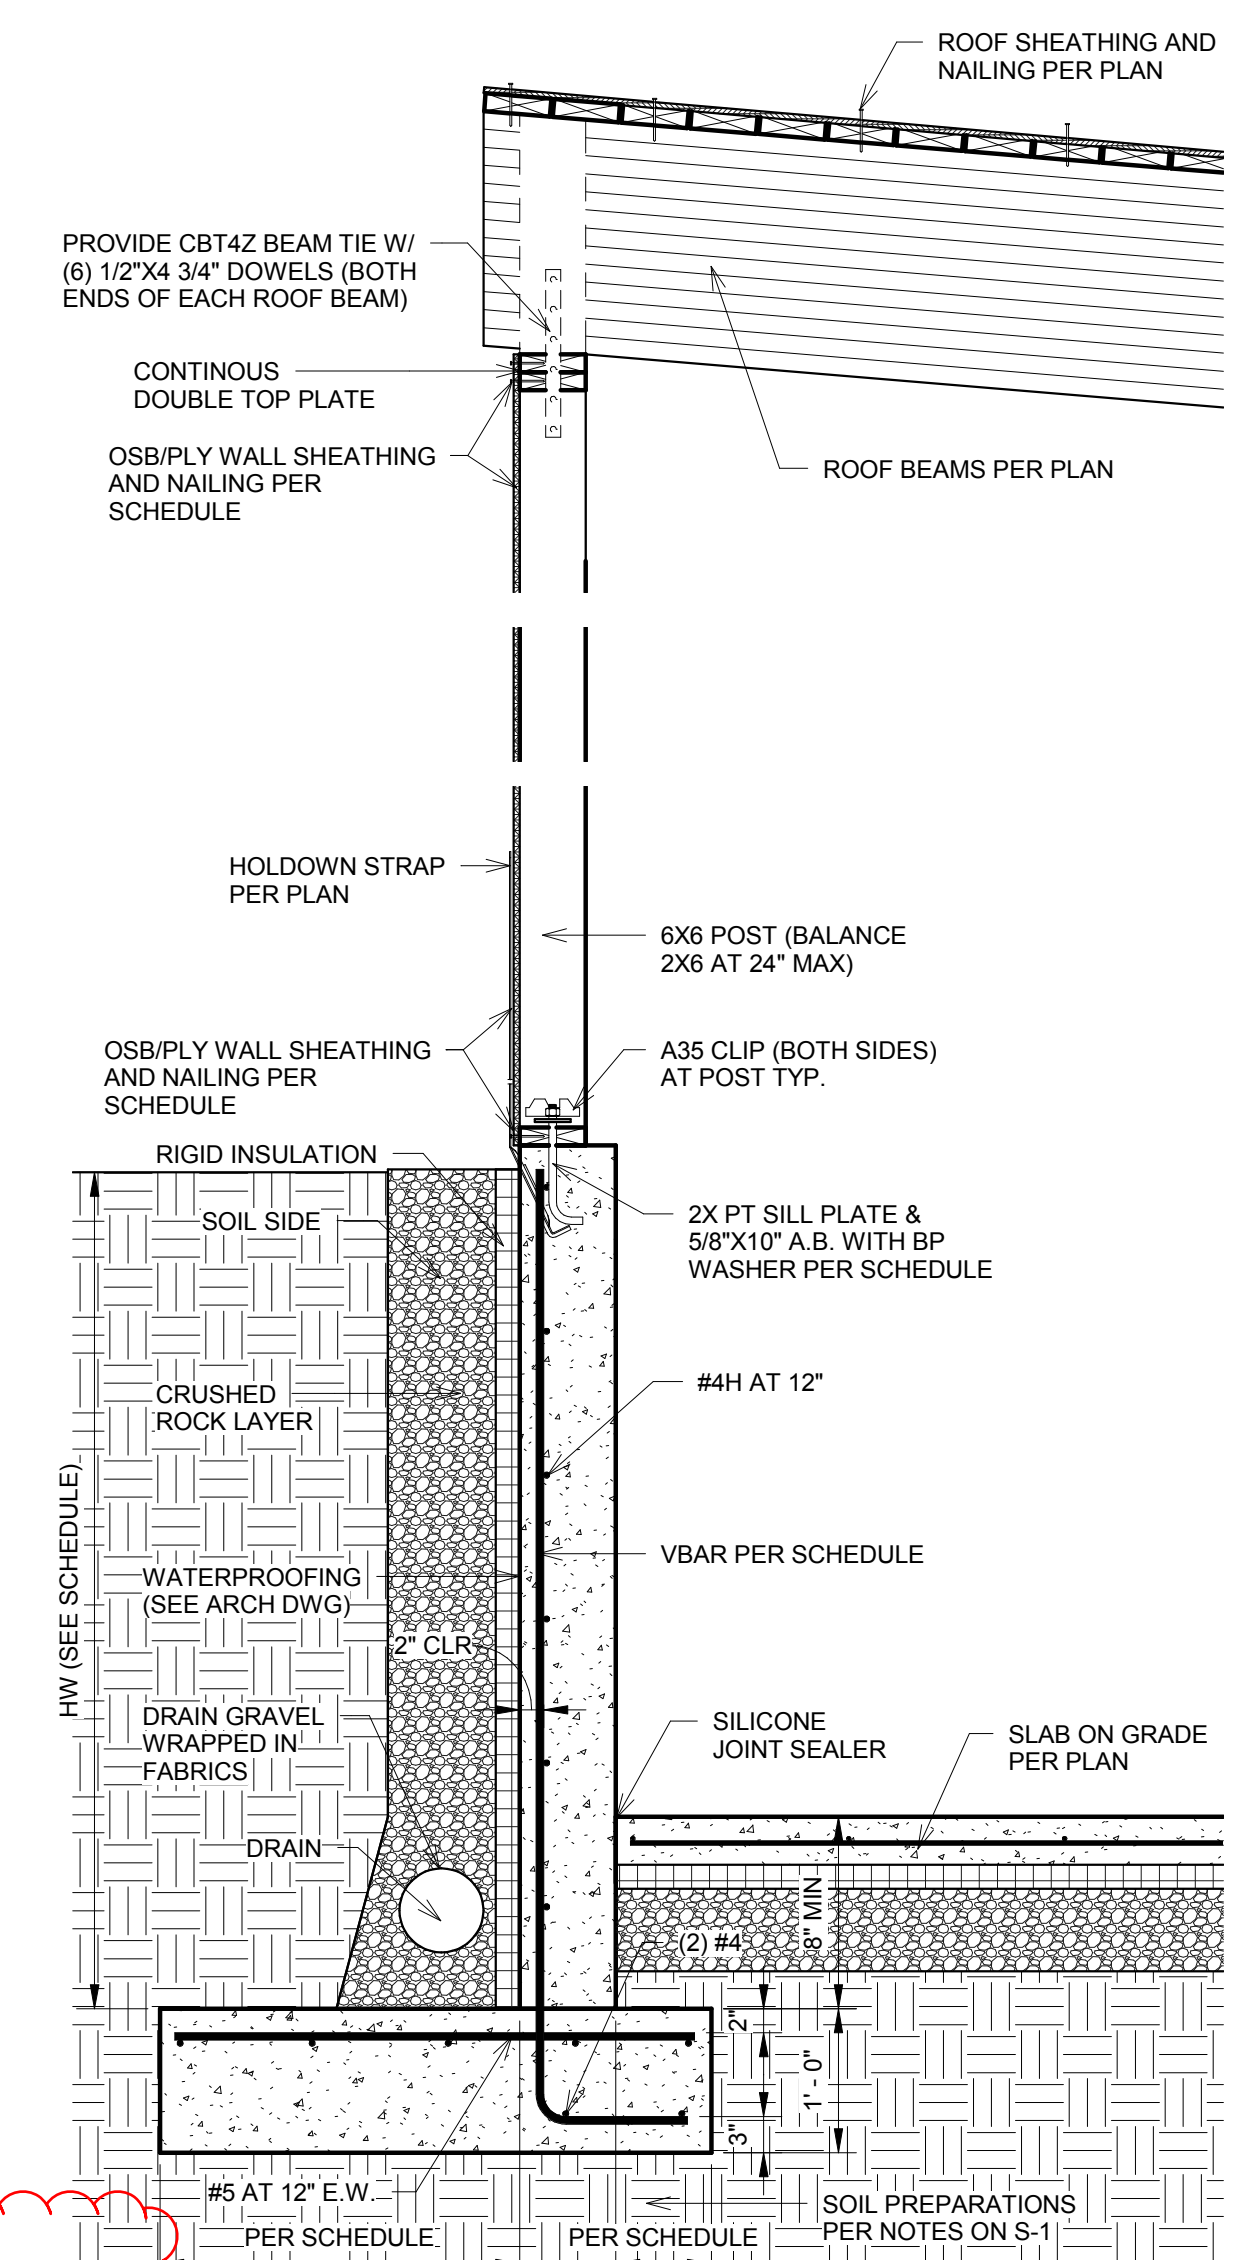 ROOF SHEATHING AND
NAILING PER PLAN
PROVIDE CBT4Z BEAM TIE W/
(6) 1/2"X4 3/4" DOWELS (BOTH
ENDS OF EACH ROOF BEAM)
CONTINOUS
DOUBLE TOP PLATE
OSB/PLY WALL SHEATHING
AND NAILING PER
SCHEDULE
ROOF BEAMS PER PLAN
HOLDOWN STRAP
PER PLAN
6X6 POST (BALANCE
2X6 AT 24" MAX)
OSB/PLY WALL SHEATHING
AND NAILING PER
SCHEDULE
A35 CLIP (BOTH SIDES)
AT POST TYP.
RIGID INSULATION
SOIL SIDE
2X PT SILL PLATE &
5/8"X10" A.B. WITH BP
WASHER PER SCHEDULE
CRUSHED
ROCK LAYER
#4H AT 12"
HW (SEE SCHEDULE)
VBAR PER SCHEDULE
WATERPROOFING
(SEE ARCH DWG)
2" CLR
DRAIN GRAVEL
WRAPPED IN
FABRICS
SILICONE
JOINT SEALER
SLAB ON GRADE
PER PLAN
DRAIN
8" MIN
(2) #4
2"
1' - 0"
3"
#5 AT 12" E.W.
SOIL PREPARATIONS
PER NOTES ON S-1
PER SCHEDULE
PER SCHEDULE